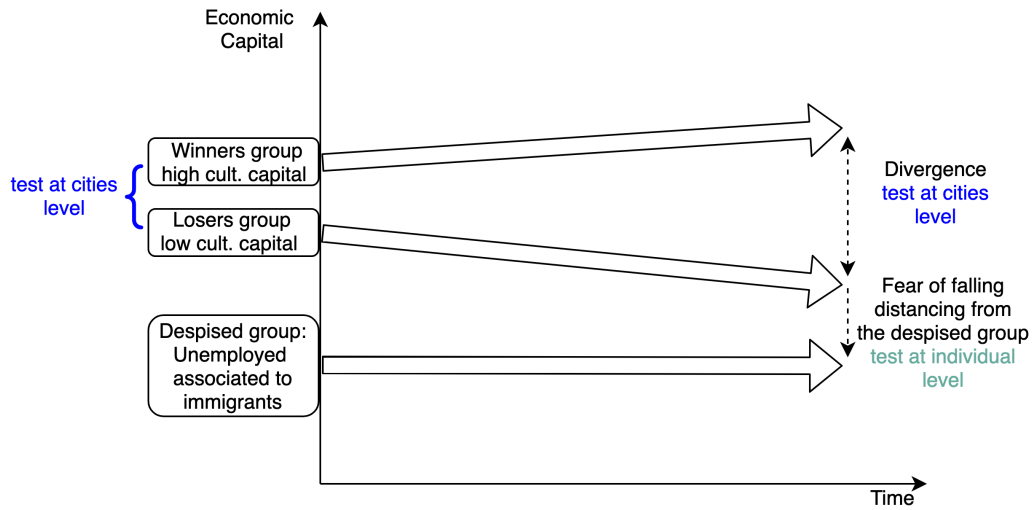 Economic
Capital
Winners group
high cult. capital
test at cities
level
Losers group
low cult. capital
Divergence
test at cities
level
Fear of falling
distancing from
the despised group
test at individual
level
Despised group:
Unemployed
associated to
immigrants
Time